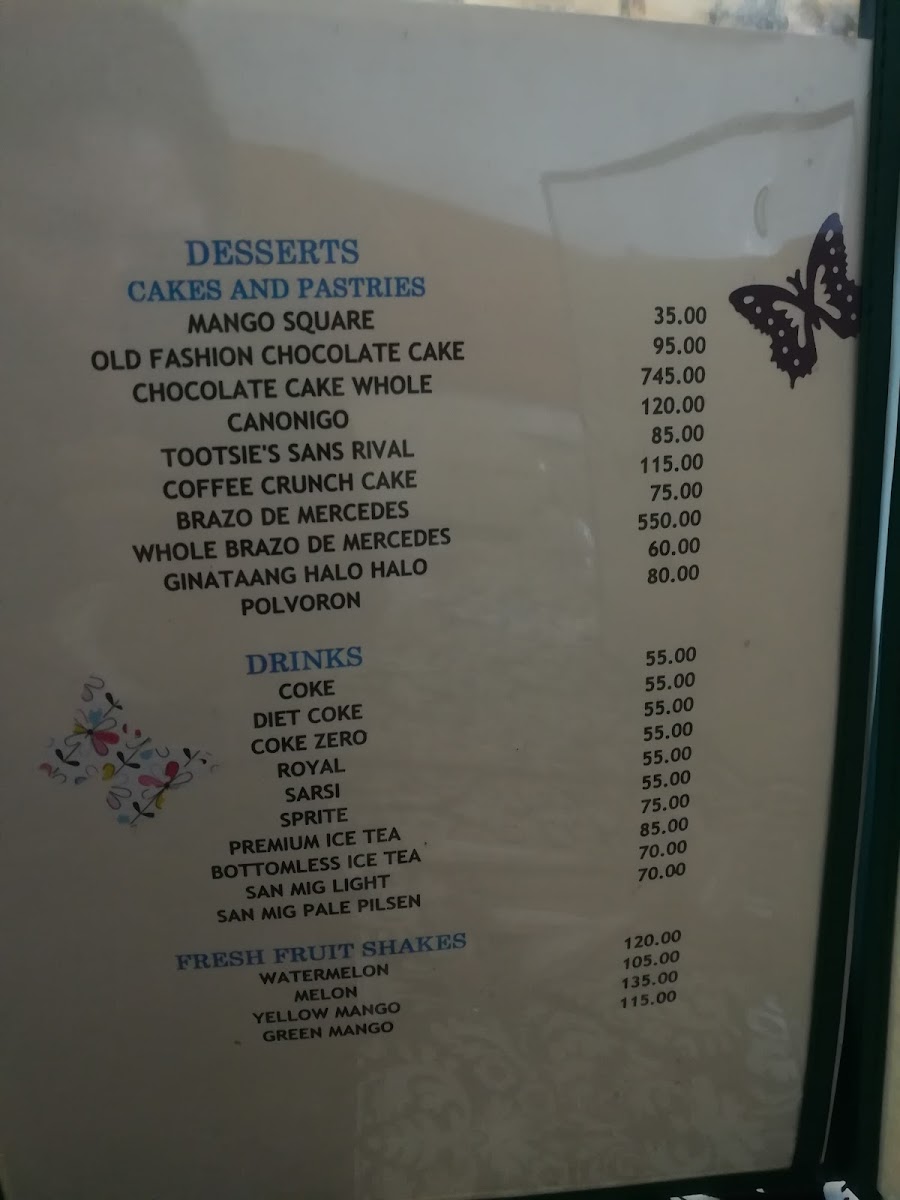 DESSERTS
CAKES AND PASTRIES
MANGO SQUARE 35.00
OLD FASHION CHOCOLATE CAKE 95.00
CHOCOLATE CAKE WHOLE 745.00
CANONIGO 120.00
TOOTSIE'S SANS RIVAL 85.00
COFFEE CRUNCH CAKE 115.00
BRAZO DE MERCEDES 75.00
WHOLE BRAZO DE MERCEDES 550.00
GINATAANG HALO HALO 60.00
POLVORON 80.00
DRINKS
COKE 55.00
DIET COKE 55.00
COKE ZERO 55.00
ROYAL 55.00
SARSI 55.00
SPRITE 55.00
PREMIUM ICE TEA 75.00
BOTTOMLESS ICE TEA 85.00
SAN MIG LIGHT 70.00
SAN MIG PALE PILSEN 70.00
FRESH FRUIT SHAKES
WATERMELON 120.00
MELON 105.00
YELLOW MANGO 135.00
GREEN MANGO 115.00